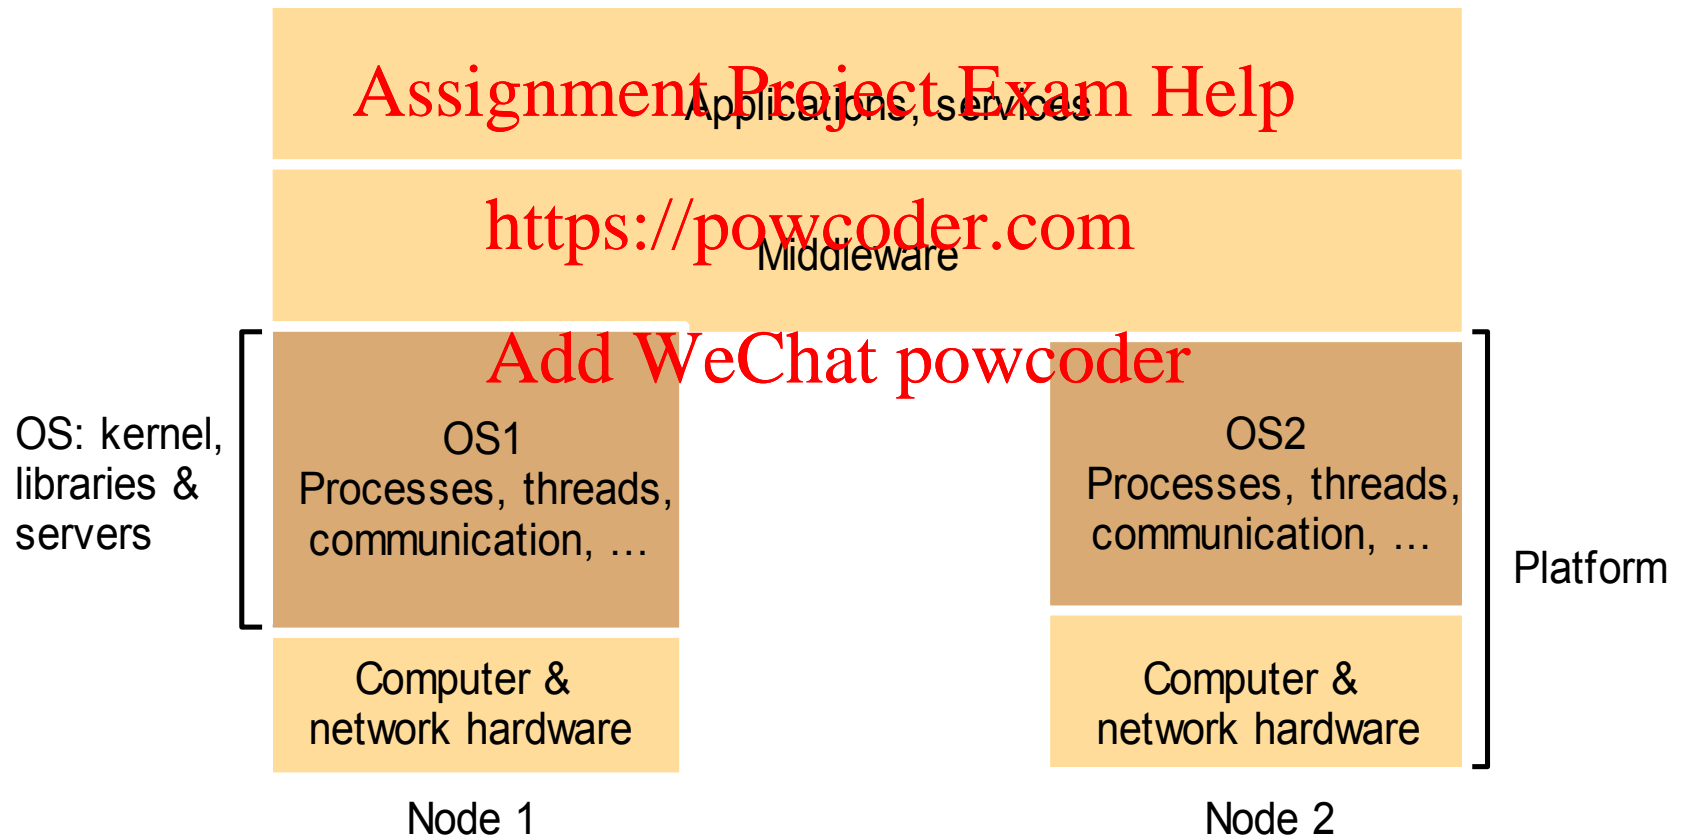 Assignment Project Exam Help
Applications, services
https://powcoder.com
Middleware
Add WeChat powcoder
OS: kernel,
libraries &
servers
OS1
Processes, threads,
communication, …
OS2
Processes, threads,
communication, …
Platform
Computer &
network hardware
Computer &
network hardware
Node 1
Node 2